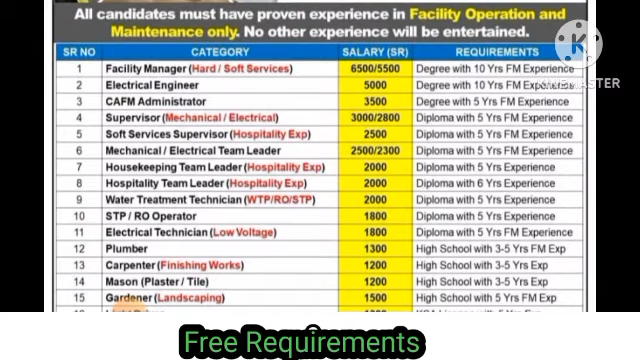 All candidates must have proven experience in Facility Operation and
Maintenance only. No other experience will be entertained.
SR NO CATEGORY SALARY (SR) REQUIREMENTS
1 Facility Manager (Hard / Soft Services) 6500/5500 Degree with 10 Yrs FM Experience
2 Electrical Engineer 5000 Degree with 10 Yrs FM Experience
3 CAFM Administrator 3500 Degree with 5 Yrs FM Experience
4 Supervisor (Mechanical / Electrical) 3000/2800 Diploma with 5 Yrs FM Experience
5 Soft Services Supervisor (Hospitality Exp) 2500 Diploma with 5 Yrs FM Experience
6 Mechanical / Electrical Team Leader 2500/2300 Diploma with 5 Yrs FM Experience
7 Housekeeping Team Leader (Hospitality Exp) 2000 Diploma with 5 Yrs Experience
8 Hospitality Team Leader (Hospitality Exp) 2000 Diploma with 6 Yrs Experience
9 Water Treatment Technician (WTP/RO/STP) 2000 Diploma with 5 Yrs Experience
10 STP / RO Operator 1800 Diploma with 5 Yrs Experience
11 Electrical Technician (Low Voltage) 1800 Diploma with 5 Yrs Experience
12 Plumber 1300 High School with 3-5 Yrs FM Exp
13 Carpenter (Finishing Works) 1200 High School with 3-5 Yrs Exp
14 Mason (Plaster / Tile) 1200 High School with 3-5 Yrs Exp
15 Gardener (Landscaping) 1500 High School with 5 Yrs FM Exp
K
KINEMASTER
Free Requirements